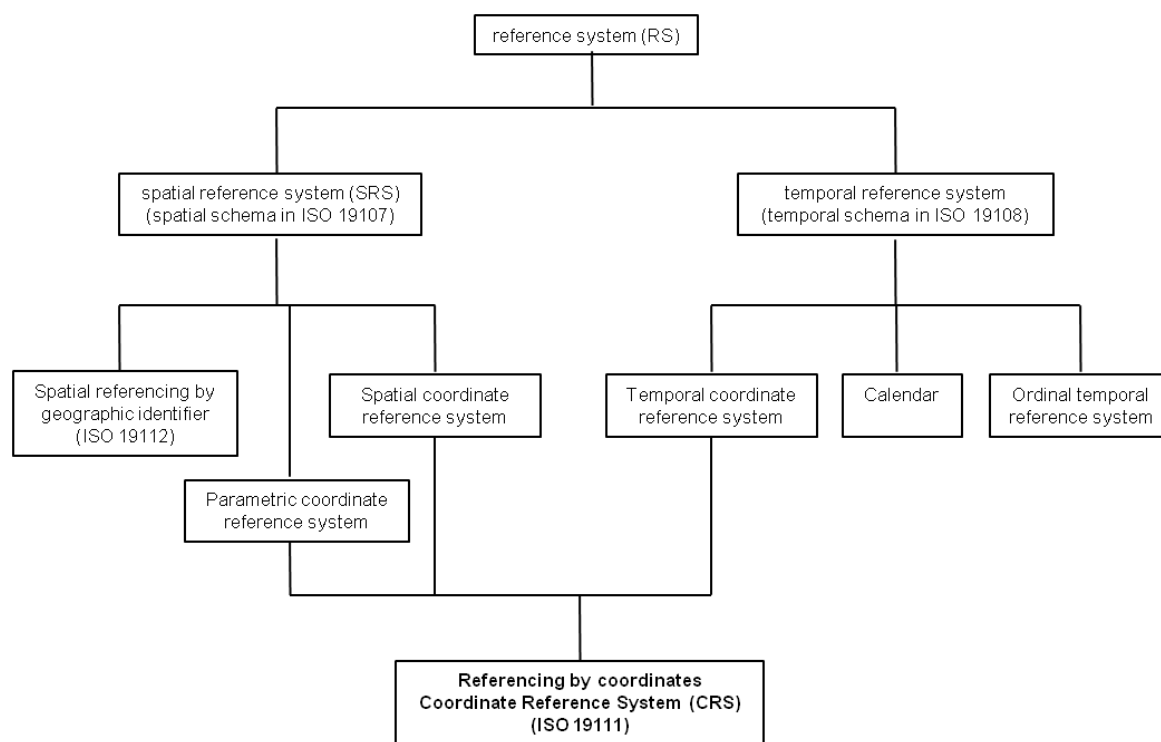 reference system (RS)
spatial reference system (SRS)
(spatial schema in ISO 19107)
temporal reference system
(temporal schema in ISO 19108)
Spatial referencing by
geographic identifier
(ISO 19112)
Spatial coordinate
reference system
Temporal coordinate
reference system
Calendar
Ordinal temporal
reference system
Parametric coordinate
reference system
Referencing by coordinates
Coordinate Reference System (CRS)
(ISO 19111)